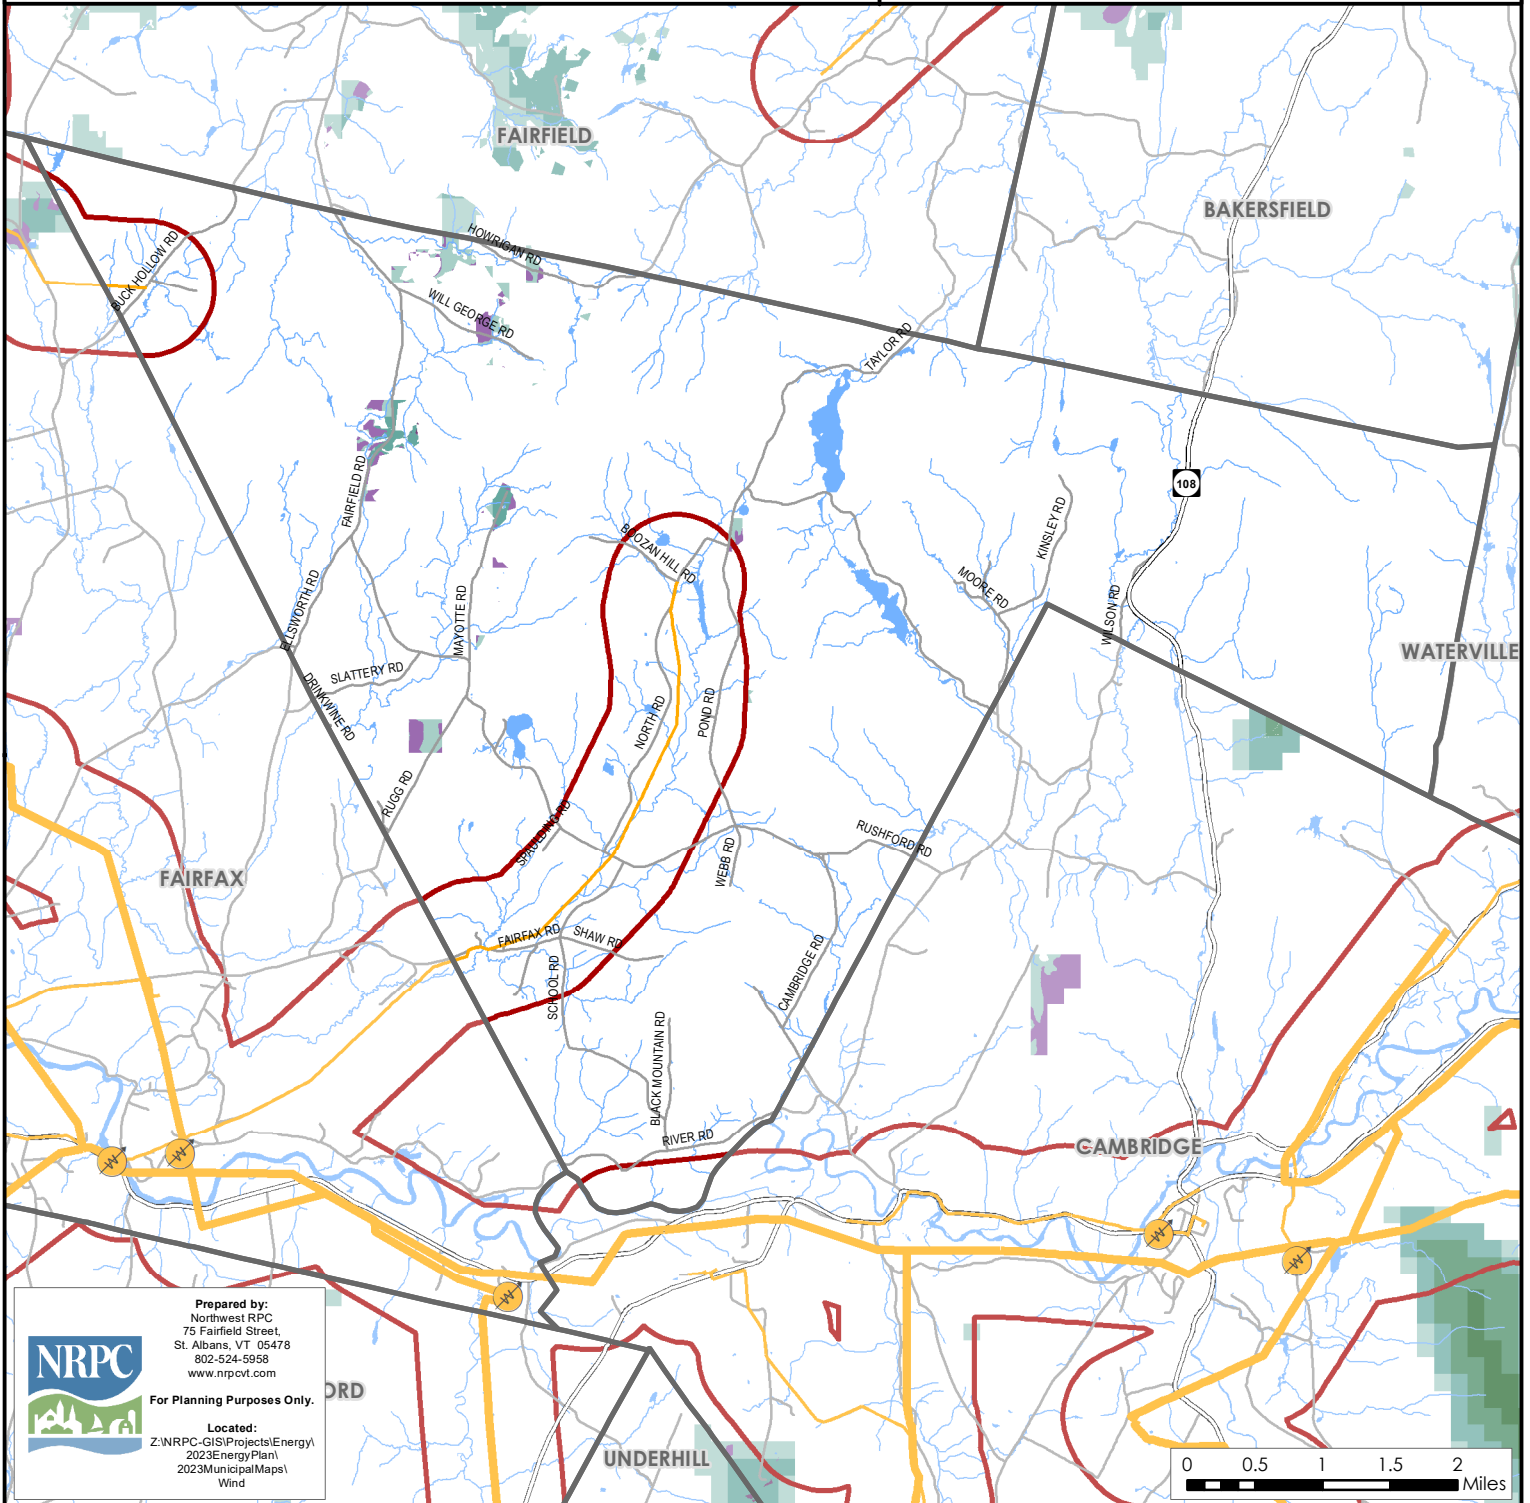 FAIRFIELD
BAKERSFIELD
HOWRIGAN RD
BUCK HOLLOW RD
WILL GEORGE RD
TAYLOR RD
108
FAIRFIELD RD
KINSLEY RD
BOOZAN HILL RD
MOORE RD
ELLSWORTH RD
MAYOTTE RD
WILSON RD
WATERVILLE
SLATTERY RD
DRINKWINE RD
NORTH RD
POND RD
RUGG RD
SPAULDING RD
RUSHFORD RD
WEBB RD
FAIRFAX
FAIRFAX RD
SHAW RD
SCHOOL RD
CAMBRIDGE RD
BLACK MOUNTAIN RD
RIVER RD
CAMBRIDGE
W
W
W
W
W
Prepared by:
Northwest RPC
75 Fairfield Street,
St. Albans, VT 05478
802-524-5958
www.nrpcvt.com
For Planning Purposes Only.
Located:
Z:\NRPC-GIS\Projects\Energy\
2023EnergyPlan\
2023MunicipalMaps\
Wind
NRPC
ORD
UNDERHILL
0 0.5 1 1.5 2
Miles